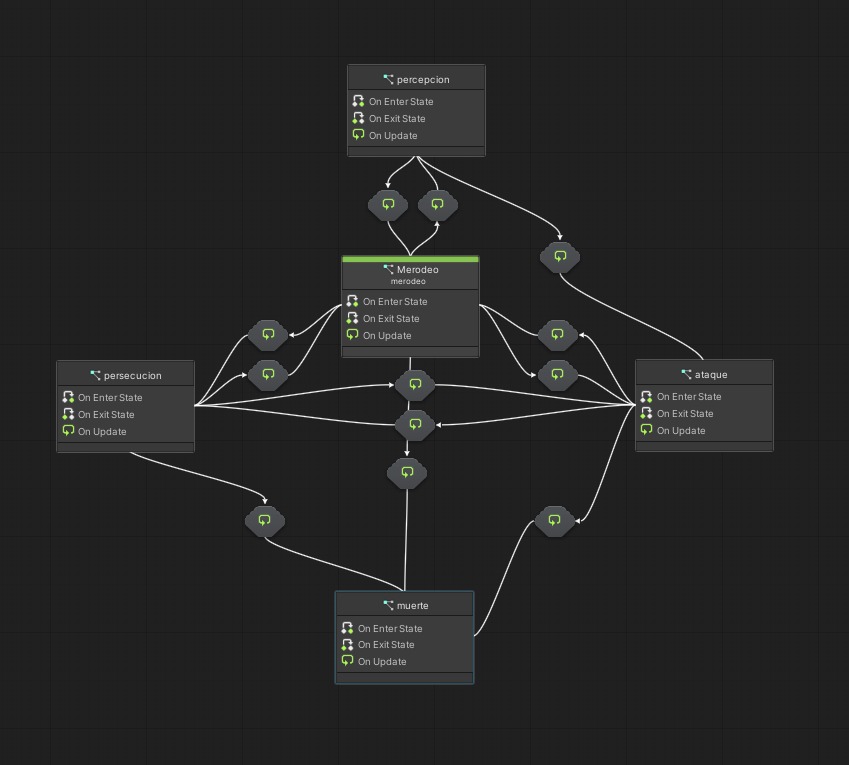 percepcion
On Enter State
On Exit State
On Update
Merodeo
merodeo
On Enter State
On Exit State
On Update
persecucion
On Enter State
On Exit State
On Update
ataque
On Enter State
On Exit State
On Update
muerte
On Enter State
On Exit State
On Update